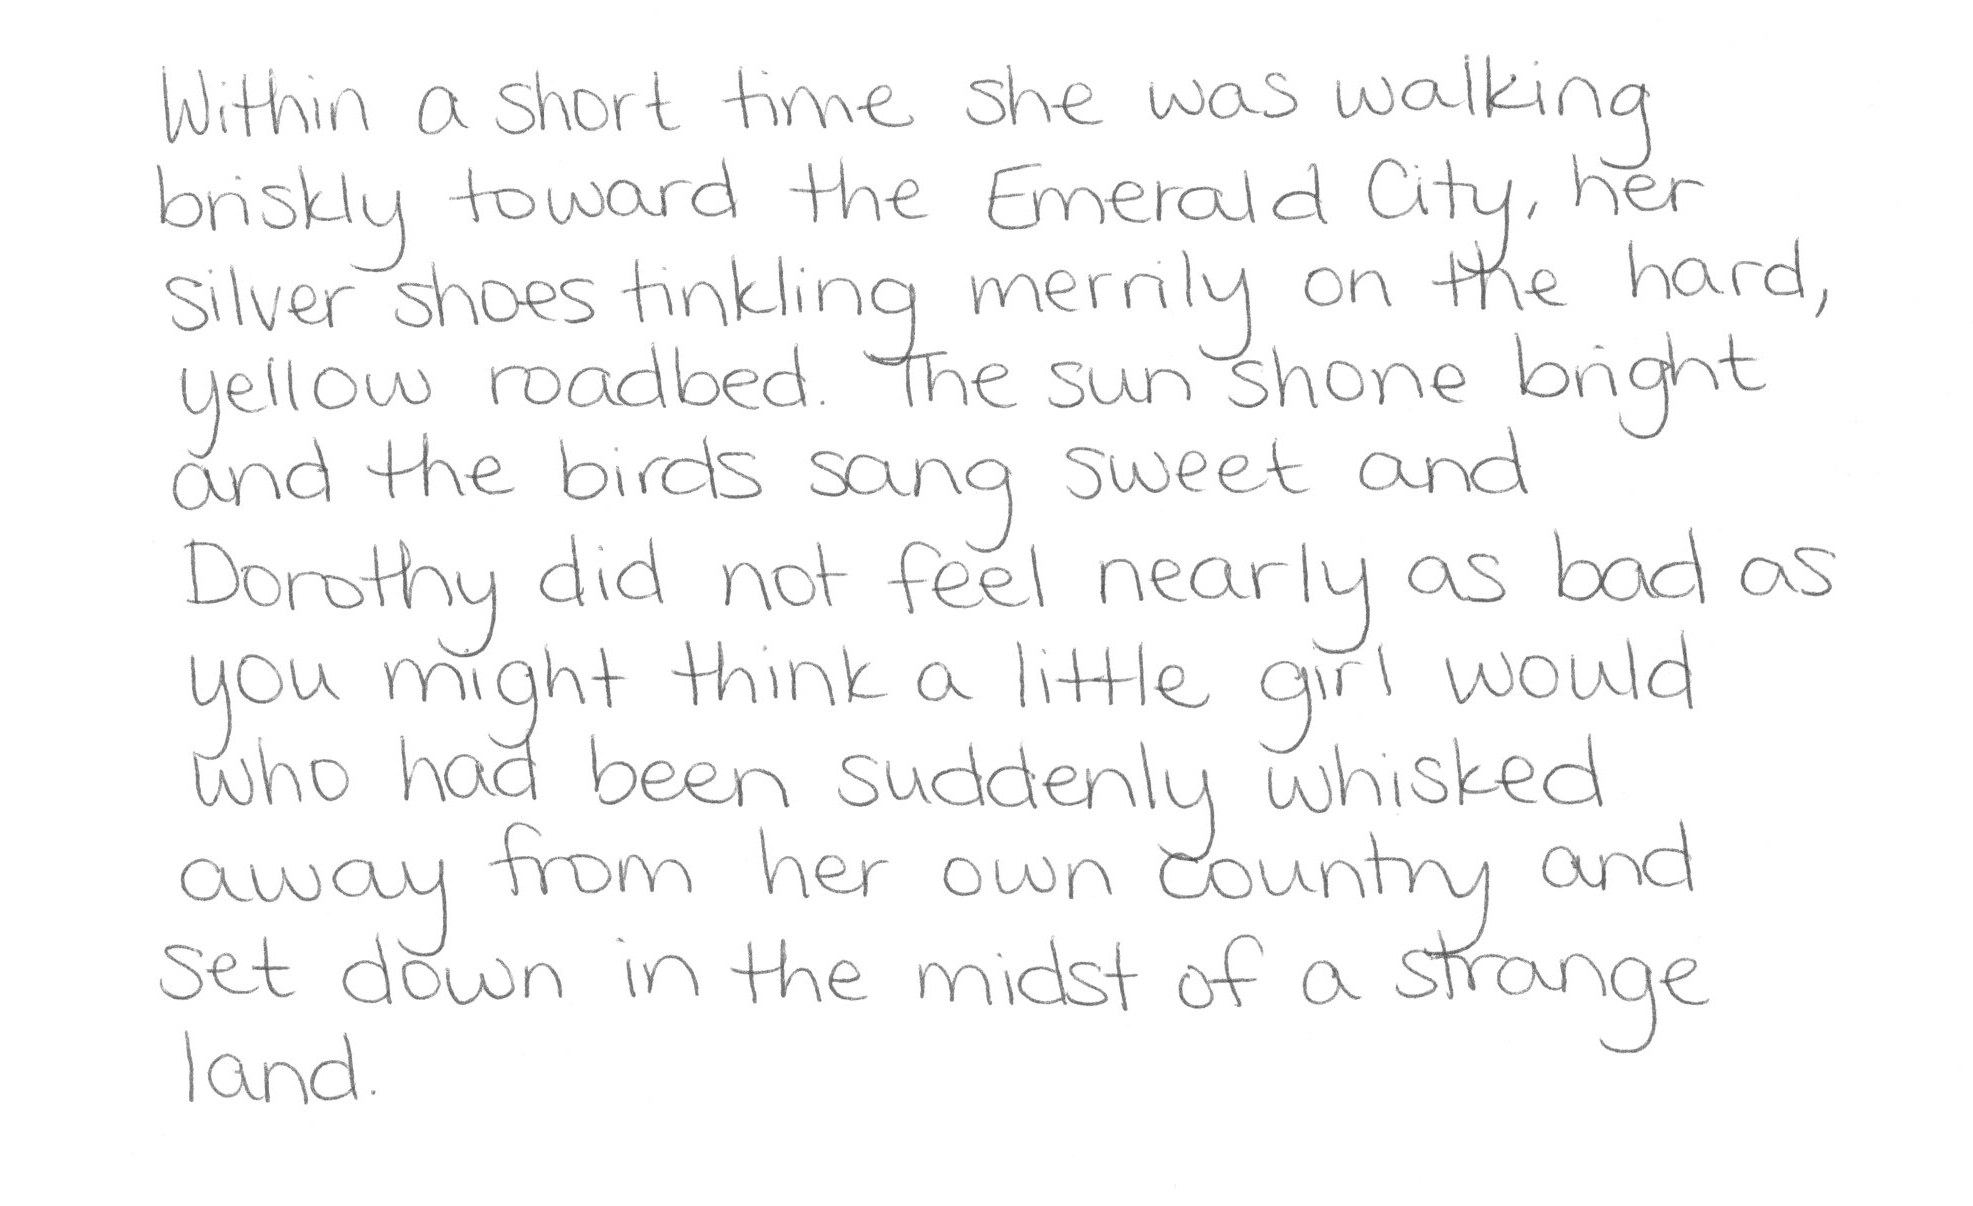 Within a short time she was walking
briskly toward the Emerald City, her
silver shoes tinkling merrily on the hard,
yellow roadbed. The sun shone bright
and the birds sang sweet and
Dorothy did not feel nearly as bad as
you might think a little girl would
who had been suddenly whisked
away from her own country and
set down in the midst of a strange
land.